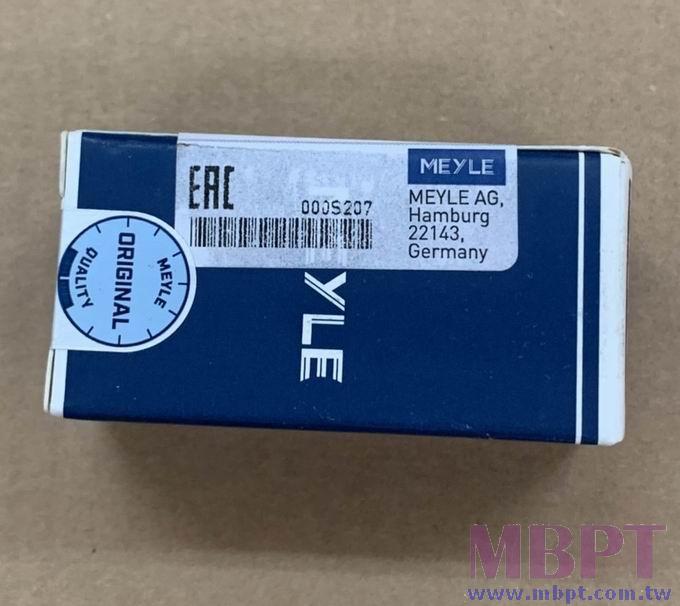 EAC
000S207
MEYLE
MEYLE AG,
Hamburg
22143,
Germany
MEYLE
ORIGINAL
QUALITY
YLE
MBPT
www.mbpt.com.tw